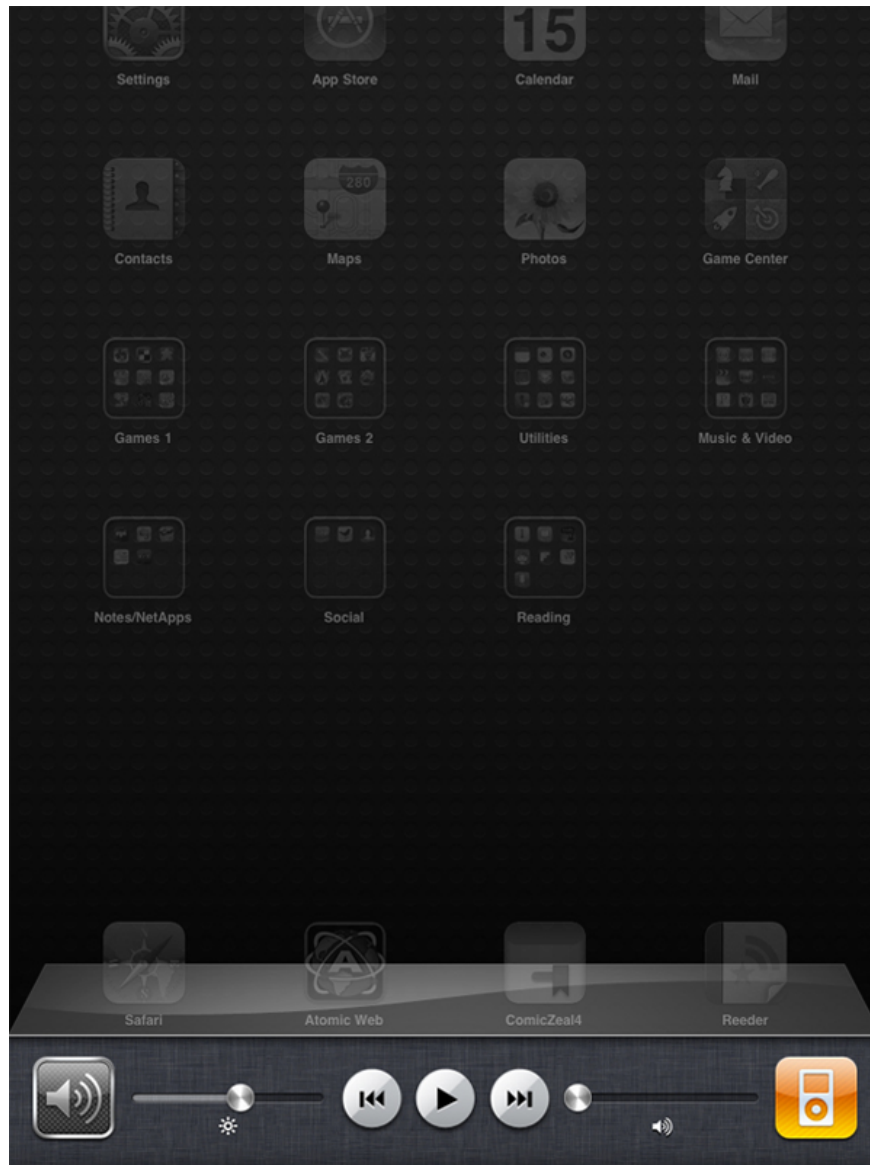 15
Settings
App Store
Calendar
Mail
280
Contacts
Maps
Photos
Game Center
Games 1
Games 2
Utilities
Music & Video
Notes/NetApps
Social
Reading
A
Safari
Atomic Web
ComicZeal4
Reeder